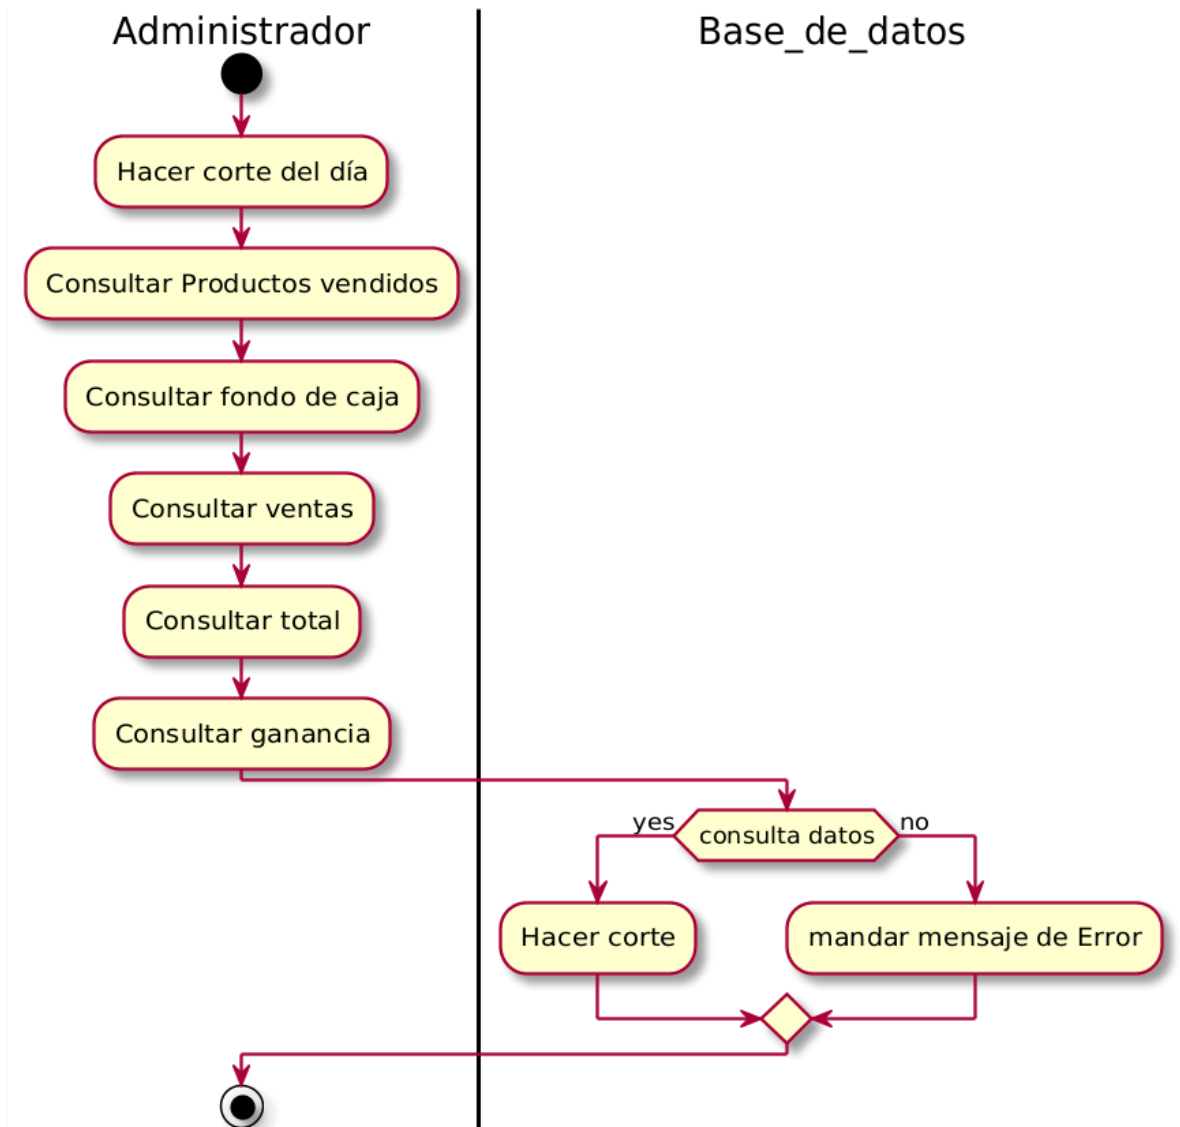 Administrador
Base_de_datos
Hacer corte del día
Consultar Productos vendidos
Consultar fondo de caja
Consultar ventas
Consultar total
Consultar ganancia
yes
consulta datos
no
Hacer corte
mandar mensaje de Error